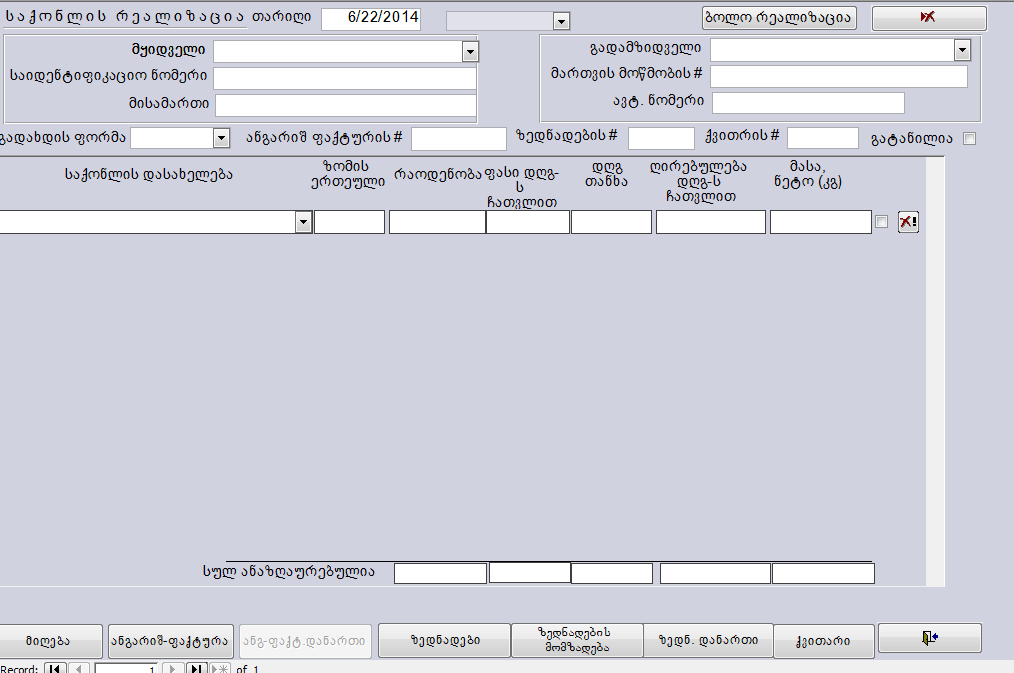 საქონლის რეალიზაცია თარიღი 6/22/2014 ბოლო რეალიზაცია
მყიდველი
საიდენტიფიკაციო ნომერი
მისამართი
გადამზიდველი
მართვის მოწმობის #
ავტ. ნომერი
გადახდის ფორმა ანგარიშ ფაქტურის # ზედნადების # ქვითრის # გატანილია
საქონლის დასახელება
ზომის
ერთეული
რაოდენობა
ფასი დღგ-
ს
ჩათვლით
დღგ
თანხა
ღირებულება
დღგ-ს
ჩათვლით
მასა,
ნეტო (კგ)
სულ ანაზღაურებულია
მიღება
ანგარიშ-ფაქტურა
ანგ-ფაქტ.დანართი
ზედნადები
ზედნადების
მომზადება
ზედნ. დანართი
ქვითარი
Record: 1 of 1